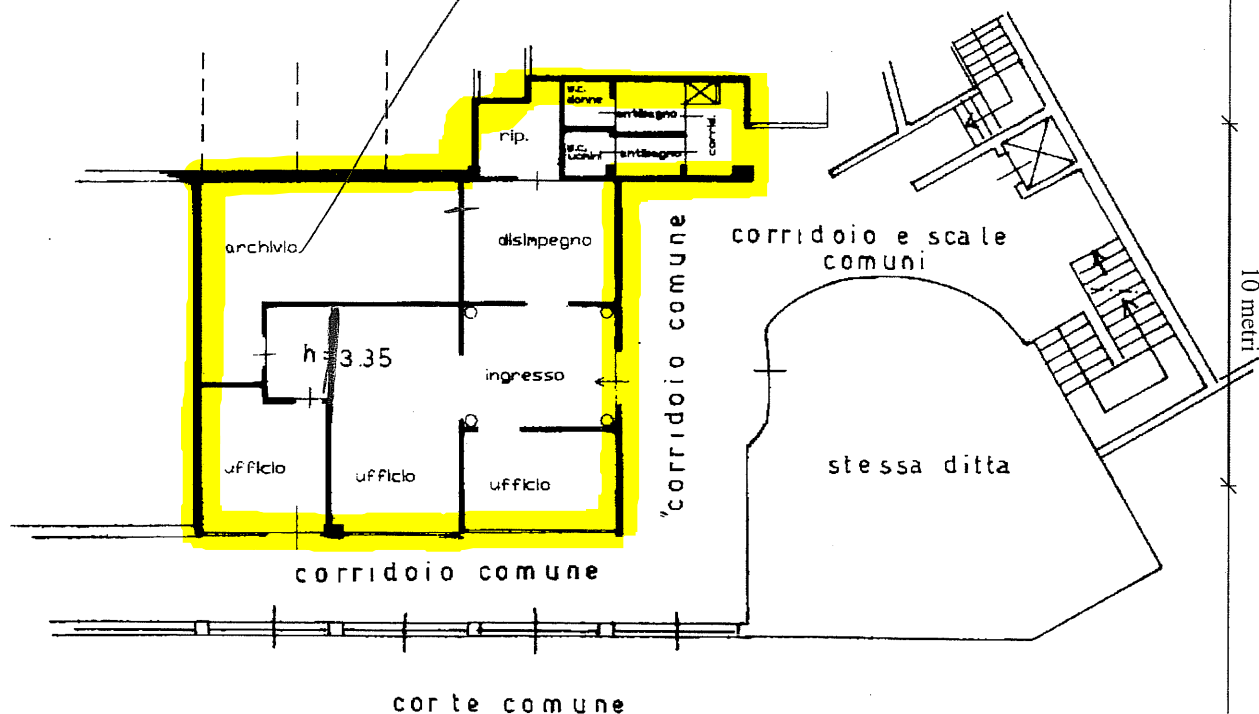 w.c.
donne
antibagno
rip.
w.c.
uomini
antibagno
corrid.
archivio
disimpegno
corridoio comune
corridoio e scale
comuni
10 metri
h=3.35
ingresso
ufficio
ufficio
ufficio
stessa ditta
corridoio comune
corte comune